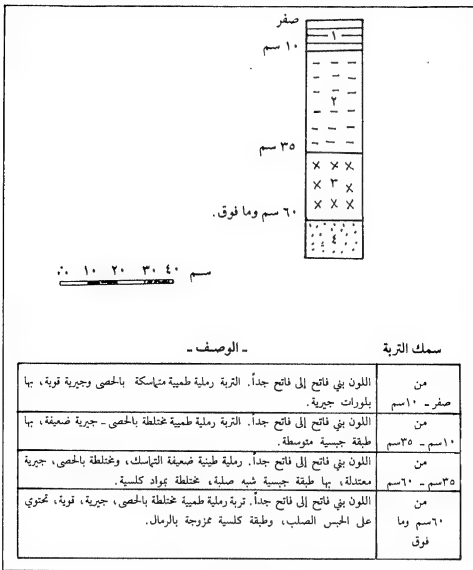 صفر
١
١٠ سم
٢
٣٥ سم
٣
٦٠ سم وما فوق.
٤
٠ ١٠ ٢٠ ٣٠ ٤٠ سم
سمك التربة
ـ الوصف ـ
من
صفر ـ ١٠سم
اللون بني فاتح إلى فاتح جداً. التربة رملية طميية متماسكة بالحصى وجيرية قوية، بها
بلورات جيرية.
من
١٠سم ـ ٣٥سم
اللون بني فاتح إلى فاتح جداً. التربة رملية طميية مختلطة بالحصى ـ جيرية ضعيفة، بها
طبقة جبسية متوسطة.
من
٣٥سم ـ ٦٠سم
اللون بني فاتح إلى فاتح جداً. رملية طينية ضعيفة التماسك، ومختلطة بالحصى، جيرية
معتدلة، بها طبقة جبسية شبه صلبة، مختلطة بمواد كلسية.
من
٦٠سم وما
فوق
اللون بني فاتح إلى فاتح جداً. تربة رملية طميية مختلطة بالحصى، جيرية، قوية، تحتوي
على الجبس الصلب، وطبقة كلسية ممزوجة بالرمال.